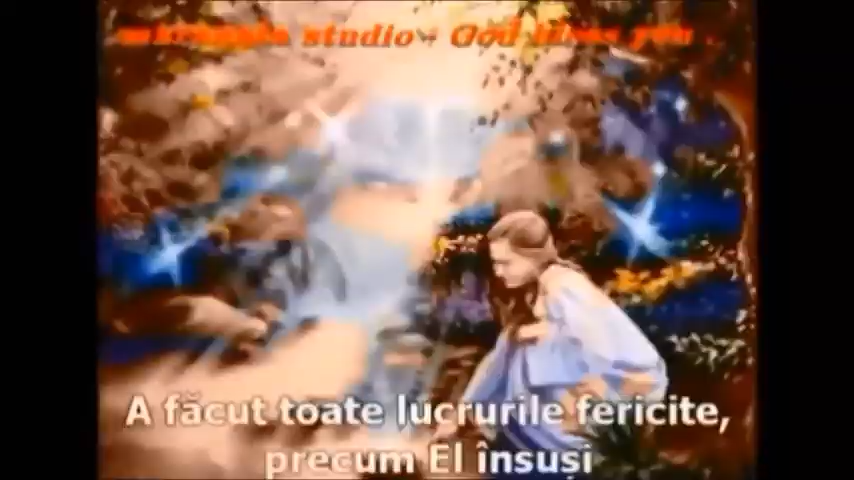 studio : God bless you .
A făcut toate lucrurile fericite,
precum El însuși